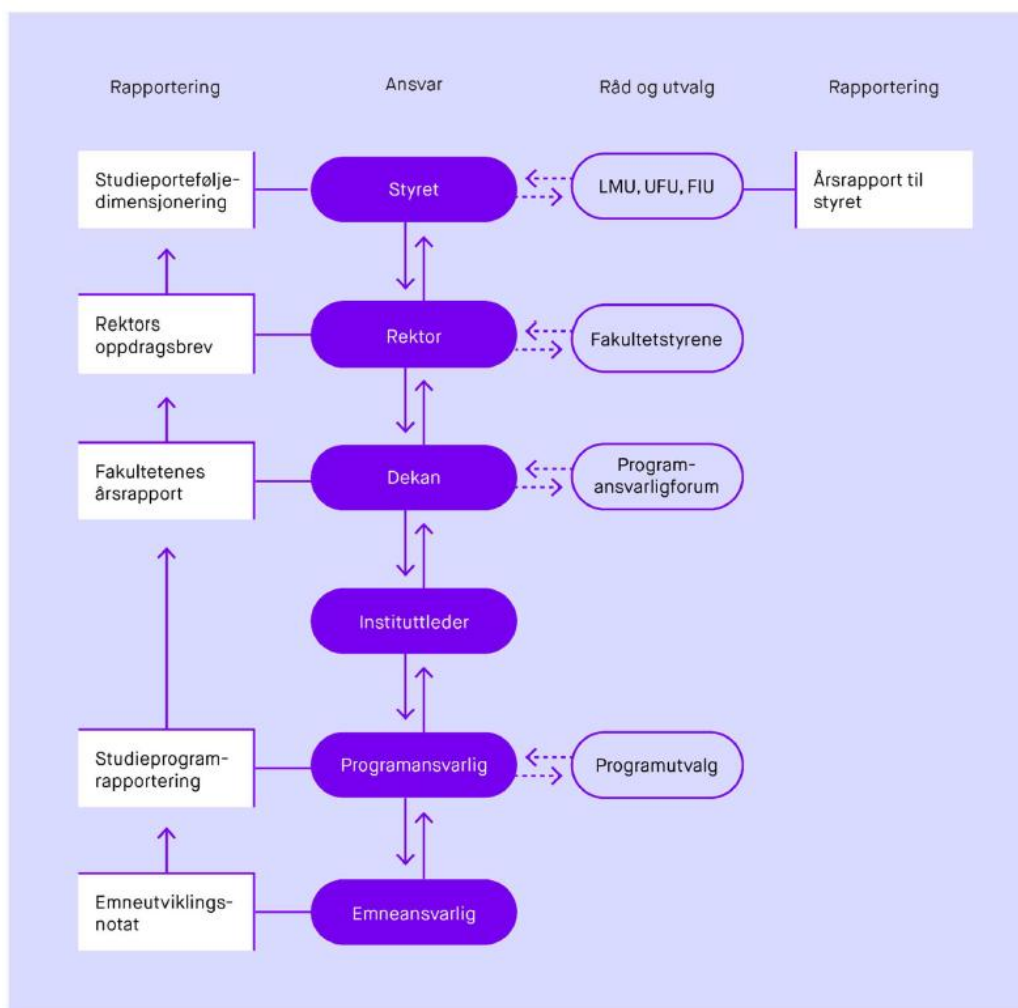 Rapportering
Ansvar
Råd og utvalg
Rapportering
Studieportefølje-
dimensjonering
Styret
LMU, UFU, FIU
Årsrapport til
styret
Rektors
oppdragsbrev
Rektor
Fakultetstyrene
Fakultetenes
årsrapport
Dekan
Program-
ansvarligforum
Instituttleder
Studieprogram-
rapportering
Programansvarlig
Programutvalg
Emneutviklings-
notat
Emneansvarlig